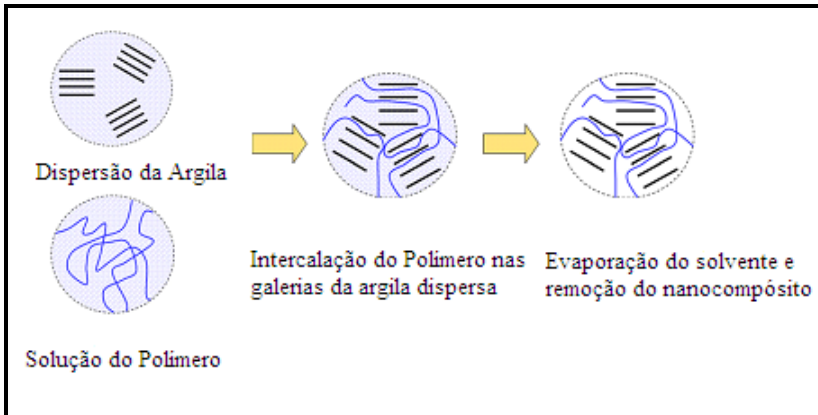 Dispersão da Argila
Solução do Polimero
Intercalação do Polimero nas
galerias da argila dispersa
Evaporação do solvente e
remoção do nanocompósito